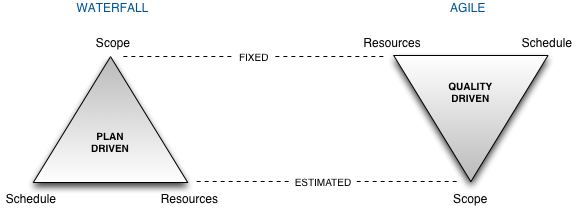 WATERFALL
AGILE
Scope
FIXED
Resources
Schedule
PLAN
DRIVEN
QUALITY
DRIVEN
ESTIMATED
Schedule
Resources
Scope